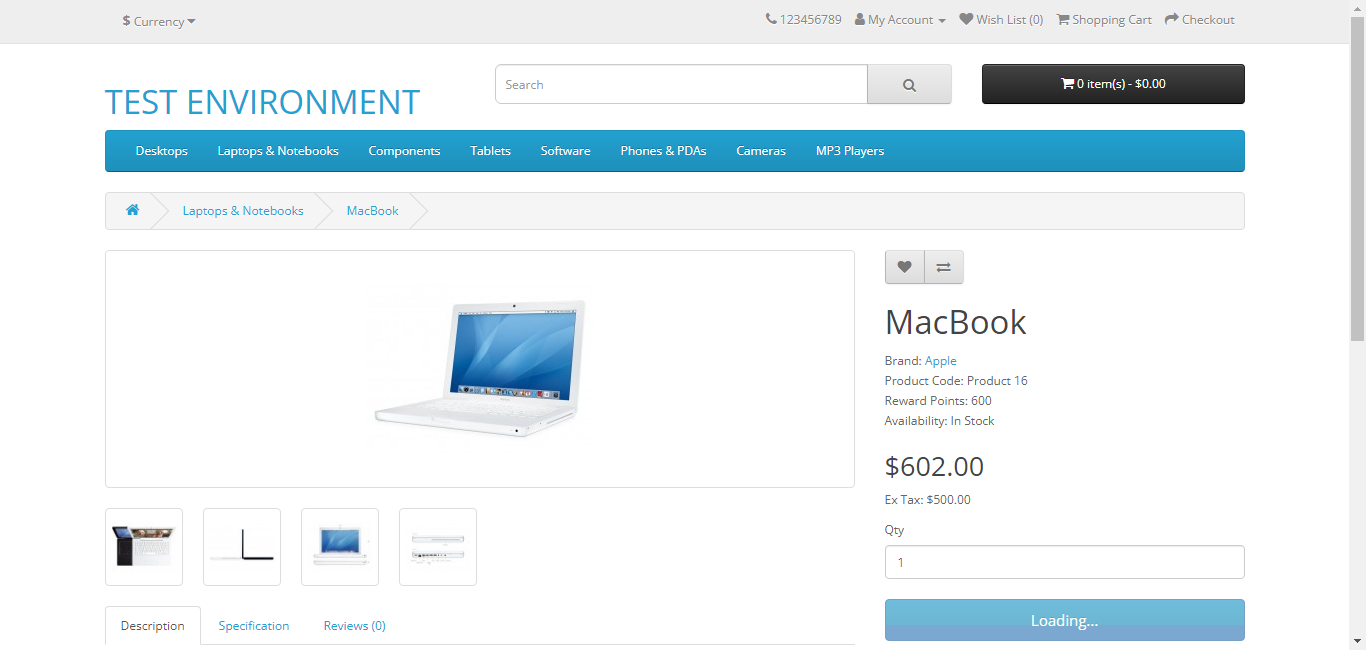 $ Currency
123456789 My Account Wish List (0) Shopping Cart Checkout
TEST ENVIRONMENT
Search
0 item(s) - $0.00
Desktops Laptops & Notebooks Components Tablets Software Phones & PDAs Cameras MP3 Players
Laptops & Notebooks MacBook
MacBook
Brand: Apple
Product Code: Product 16
Reward Points: 600
Availability: In Stock
$602.00
Ex Tax: $500.00
Qty
1
Loading...
Description Specification Reviews (0)